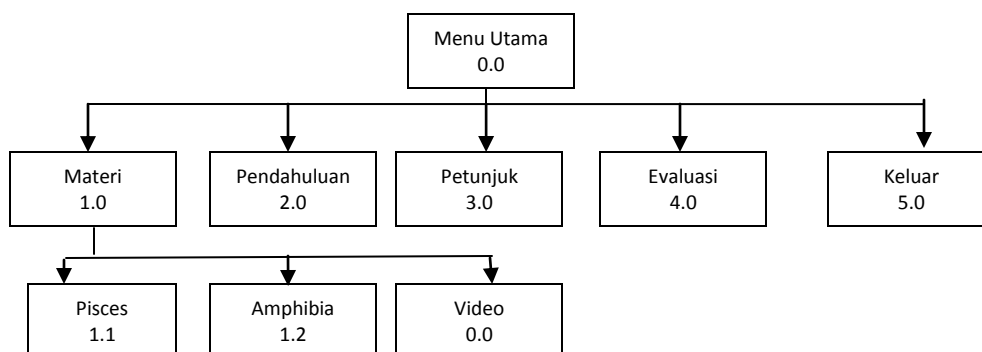 Menu Utama
0.0
Materi
1.0
Pendahuluan
2.0
Petunjuk
3.0
Evaluasi
4.0
Keluar
5.0
Pisces
1.1
Amphibia
1.2
Video
0.0